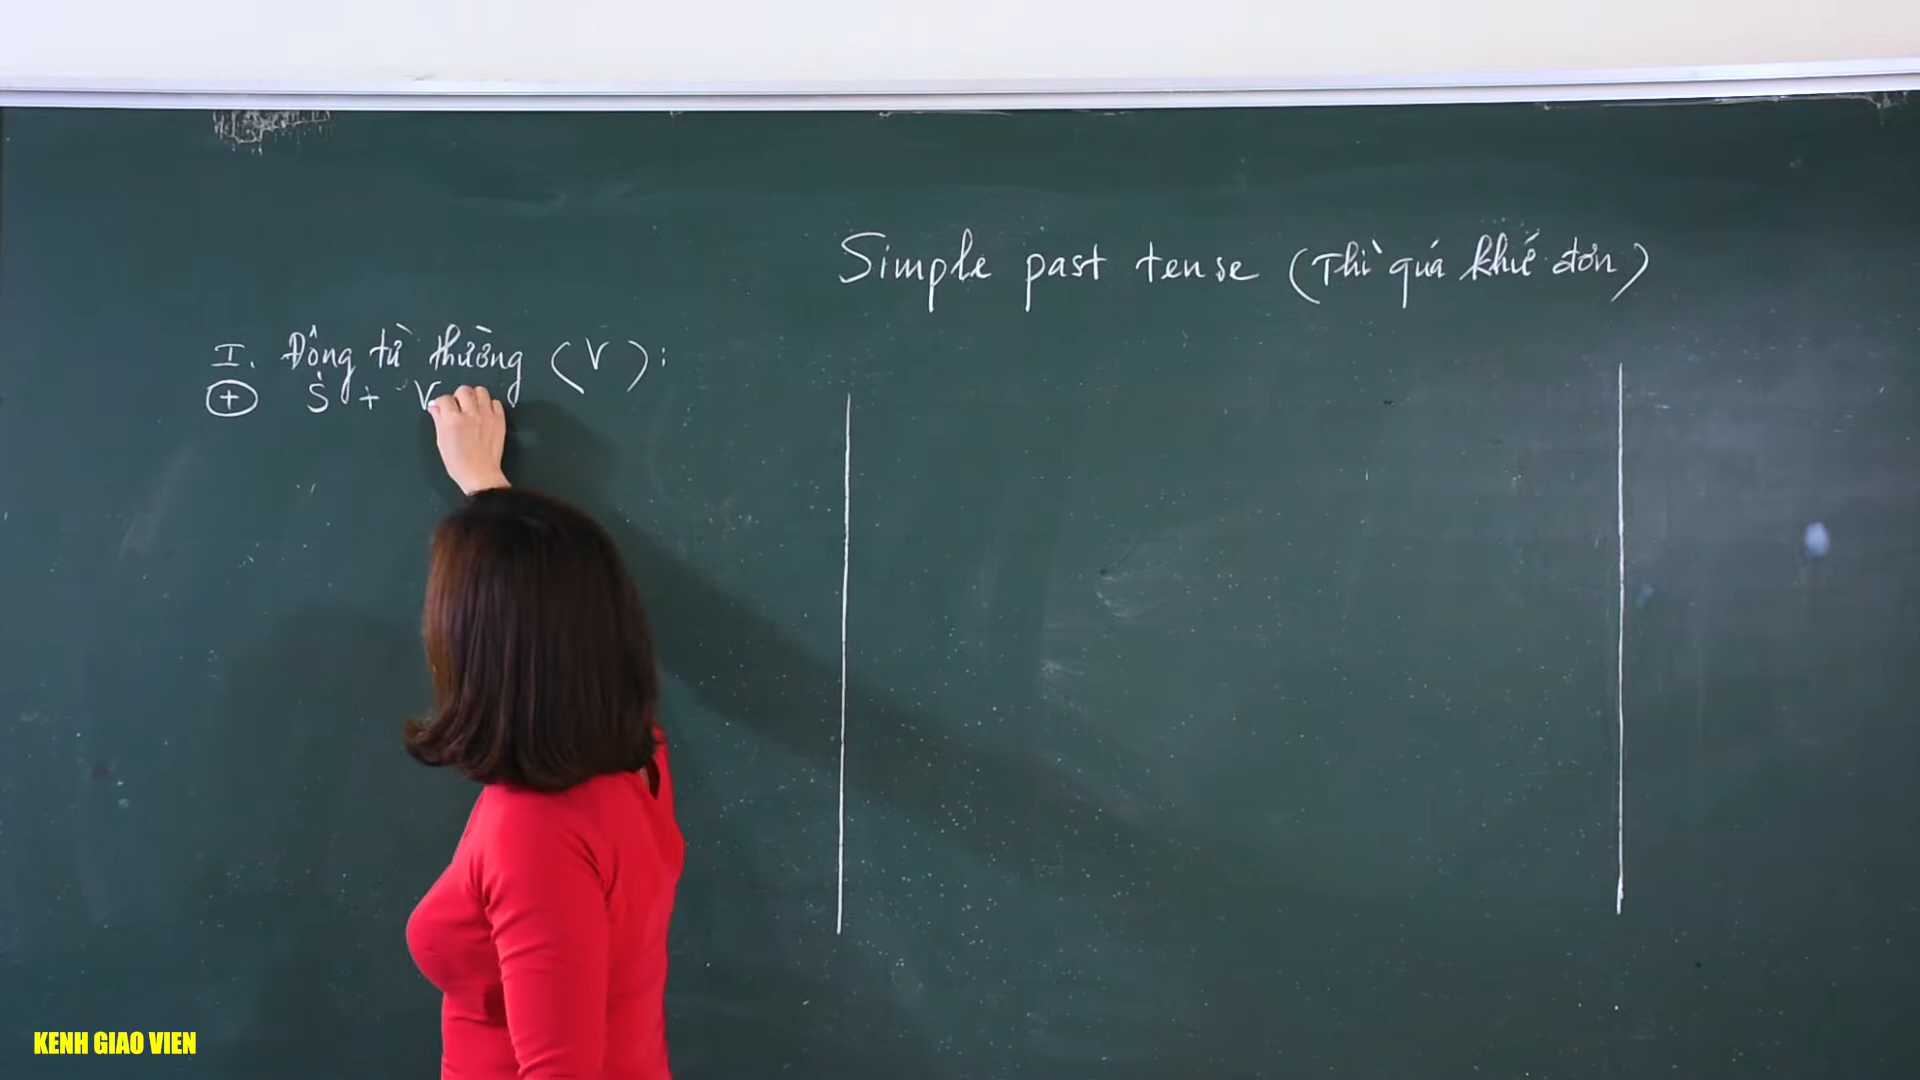 Simple past tense (Thì quá khứ đơn)
I. Động từ thường (V):
(+) S + V
KENH GIAO VIEN